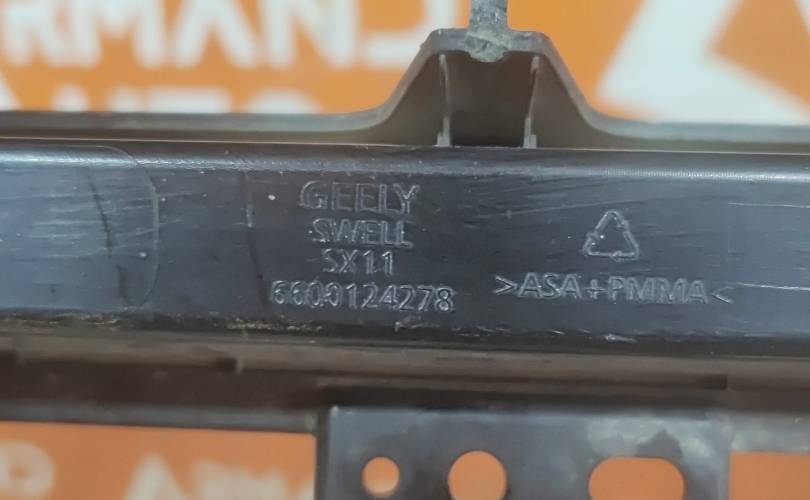 GEELY
SWELL
SX11
6600124278
>ASA+PMMA<